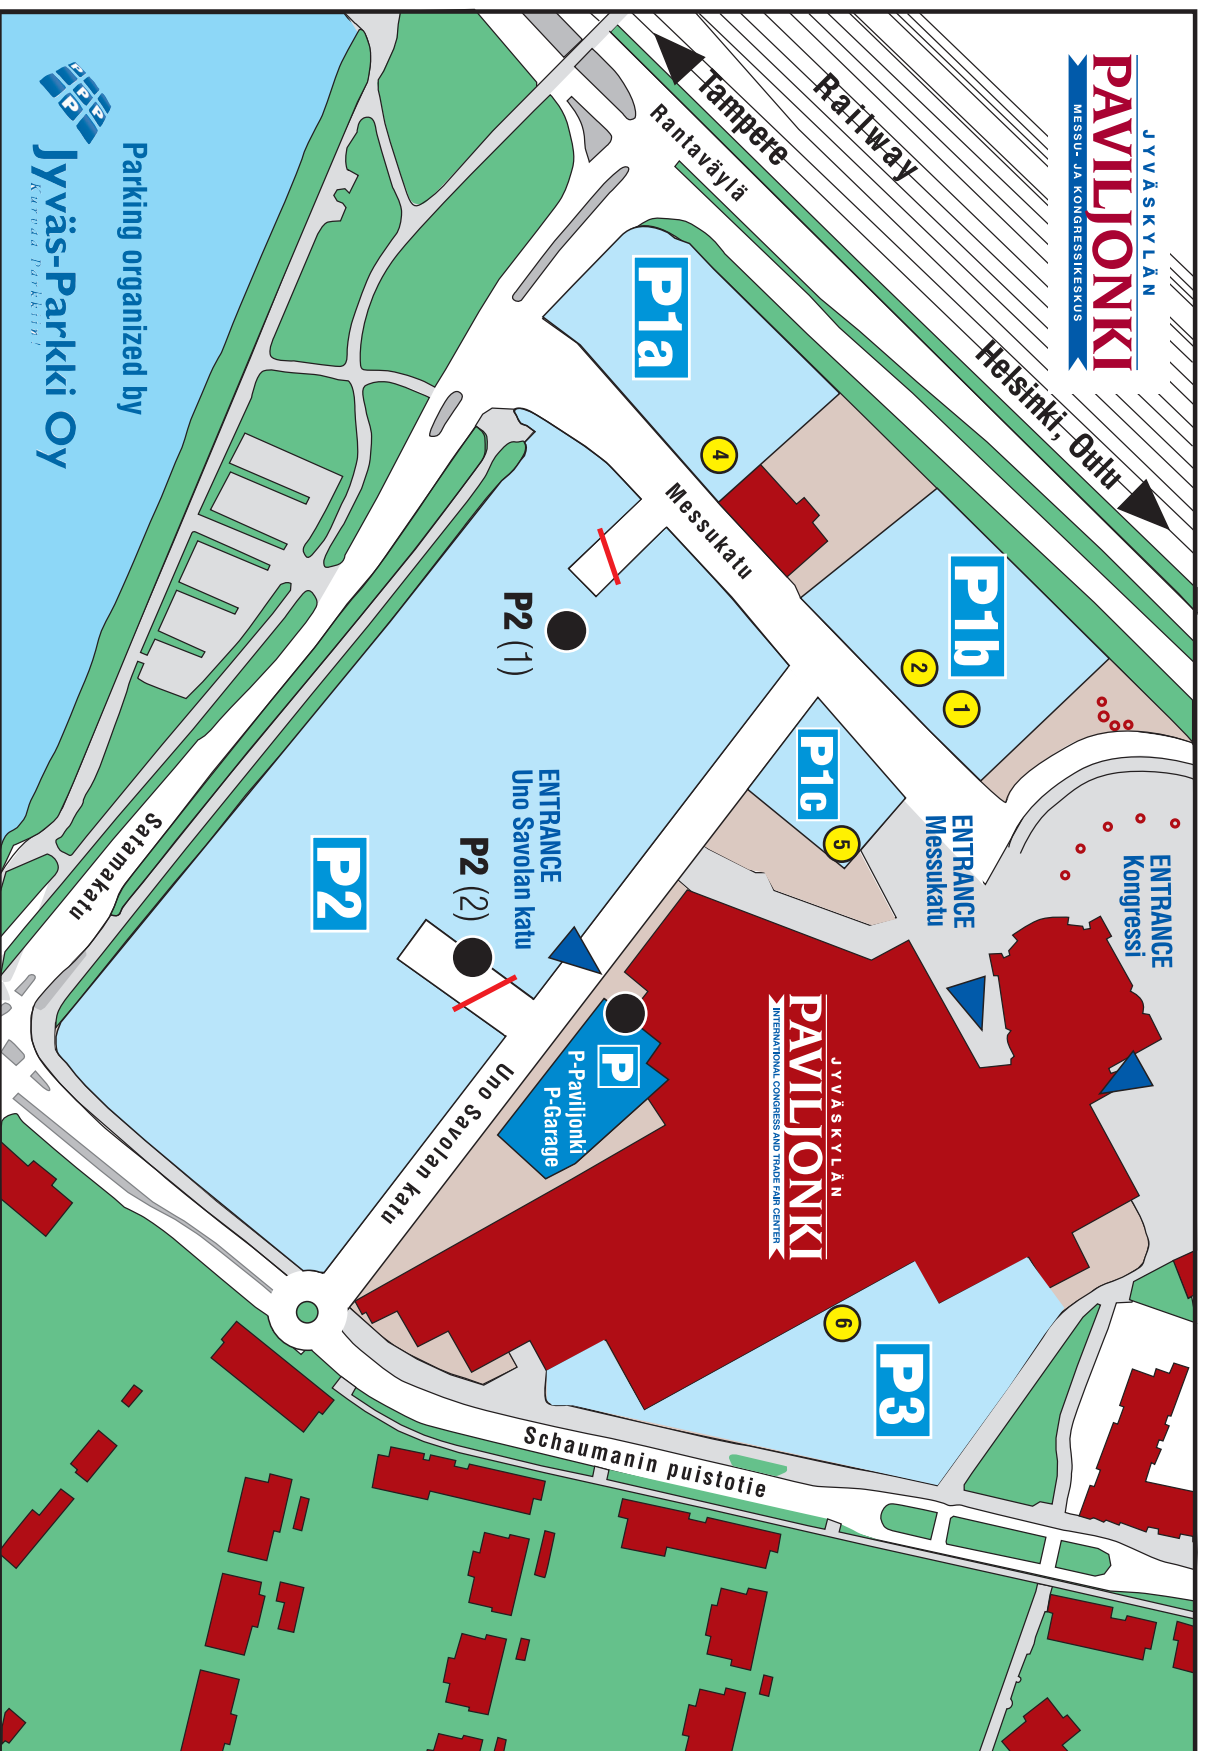 JYVÄSKYLÄN
PAVILJONKI
MESSU- JA KONGRESSIKESKUS
Railway
Tampere
Helsinki, Oulu
Rantaväylä
P1a
4
Messukatu
P1b
2
1
P1c
5
ENTRANCE
Kongressi
ENTRANCE
Messukatu
JYVÄSKYLÄN
PAVILJONKI
INTERNATIONAL CONGRESS AND TRADE FAIR CENTER
P2 (1)
ENTRANCE
Uno Savolan katu
P2 (2)
P2
P
P-Paviljonki
P-Garage
Uno Savolan katu
Satamakatu
6
P3
Schaumanin puistotie
Parking organized by
P P P P P
Jyväs-Parkki Oy
Kurvaa Parkkiin!